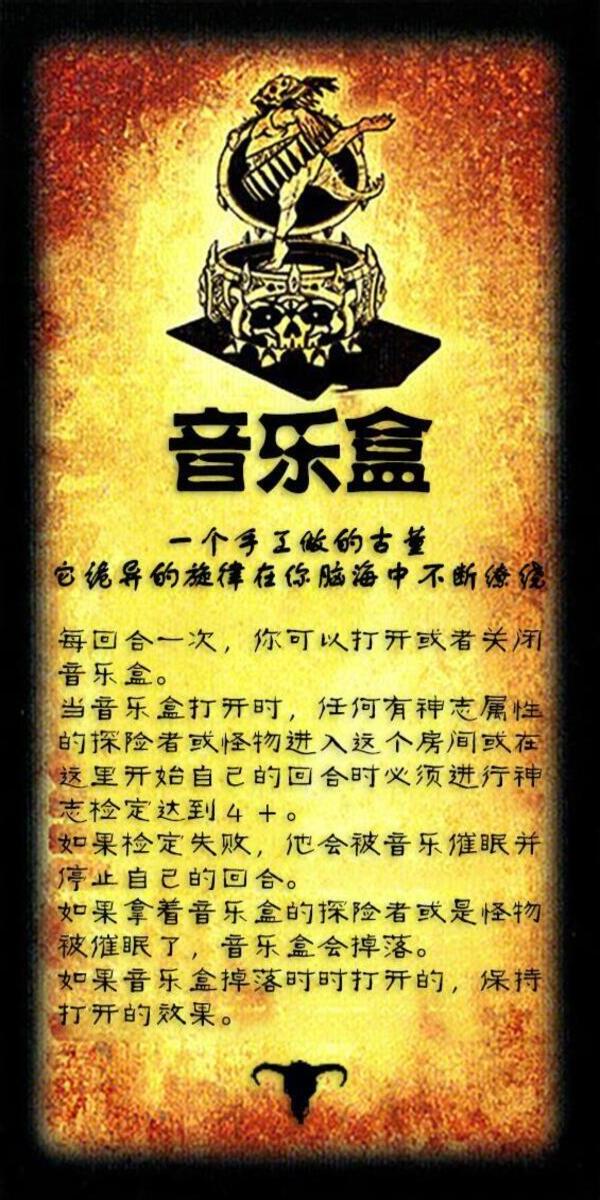 音乐盒
一个手工做的古董
它诡异的旋律在你脑海中不断缭绕
每回合一次，你可以打开或者关闭
音乐盒。
当音乐盒打开时，任何有神志属性
的探险者或怪物进入这个房间或在
这里开始自己的回合时必须进行神
志检定达到4+。
如果检定失败，他会被音乐催眠并
停止自己的回合。
如果拿着音乐盒的探险者或是怪物
被催眠了，音乐盒会掉落。
如果音乐盒掉落时时打开的，保持
打开的效果。